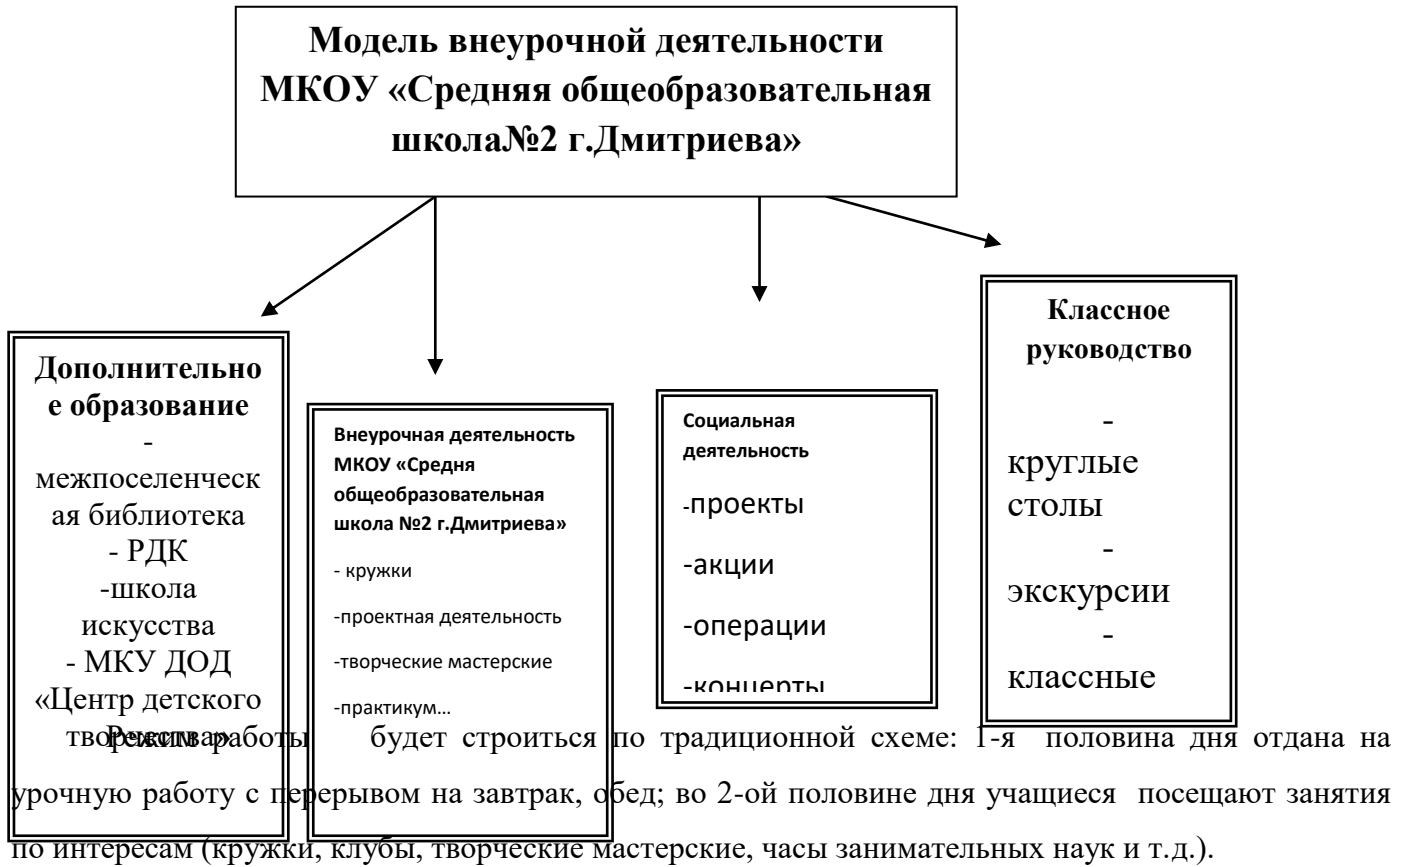 Модель внеурочной деятельности
МКОУ «Средняя общеобразовательная
школа№2 г.Дмитриева»
Дополнительно
е образование
-
межпоселенческ
ая библиотека
- РДК
-школа
искусства
- МКУ ДОД
«Центр детского
творчества»
Внеурочная деятельность
МКОУ «Средня
общеобразовательная
школа №2 г.Дмитриева»
- кружки
-проектная деятельность
-творческие мастерские
-практикум…
Социальная
деятельность
-проекты
-акции
-операции
-концерты
Классное
руководство
-
круглые
столы
-
экскурсии
-
классные
Режим работы будет строиться по традиционной схеме: 1-я половина дня отдана на
урочную работу с перерывом на завтрак, обед; во 2-ой половине дня учащиеся посещают занятия
по интересам (кружки, клубы, творческие мастерские, часы занимательных наук и т.д.).